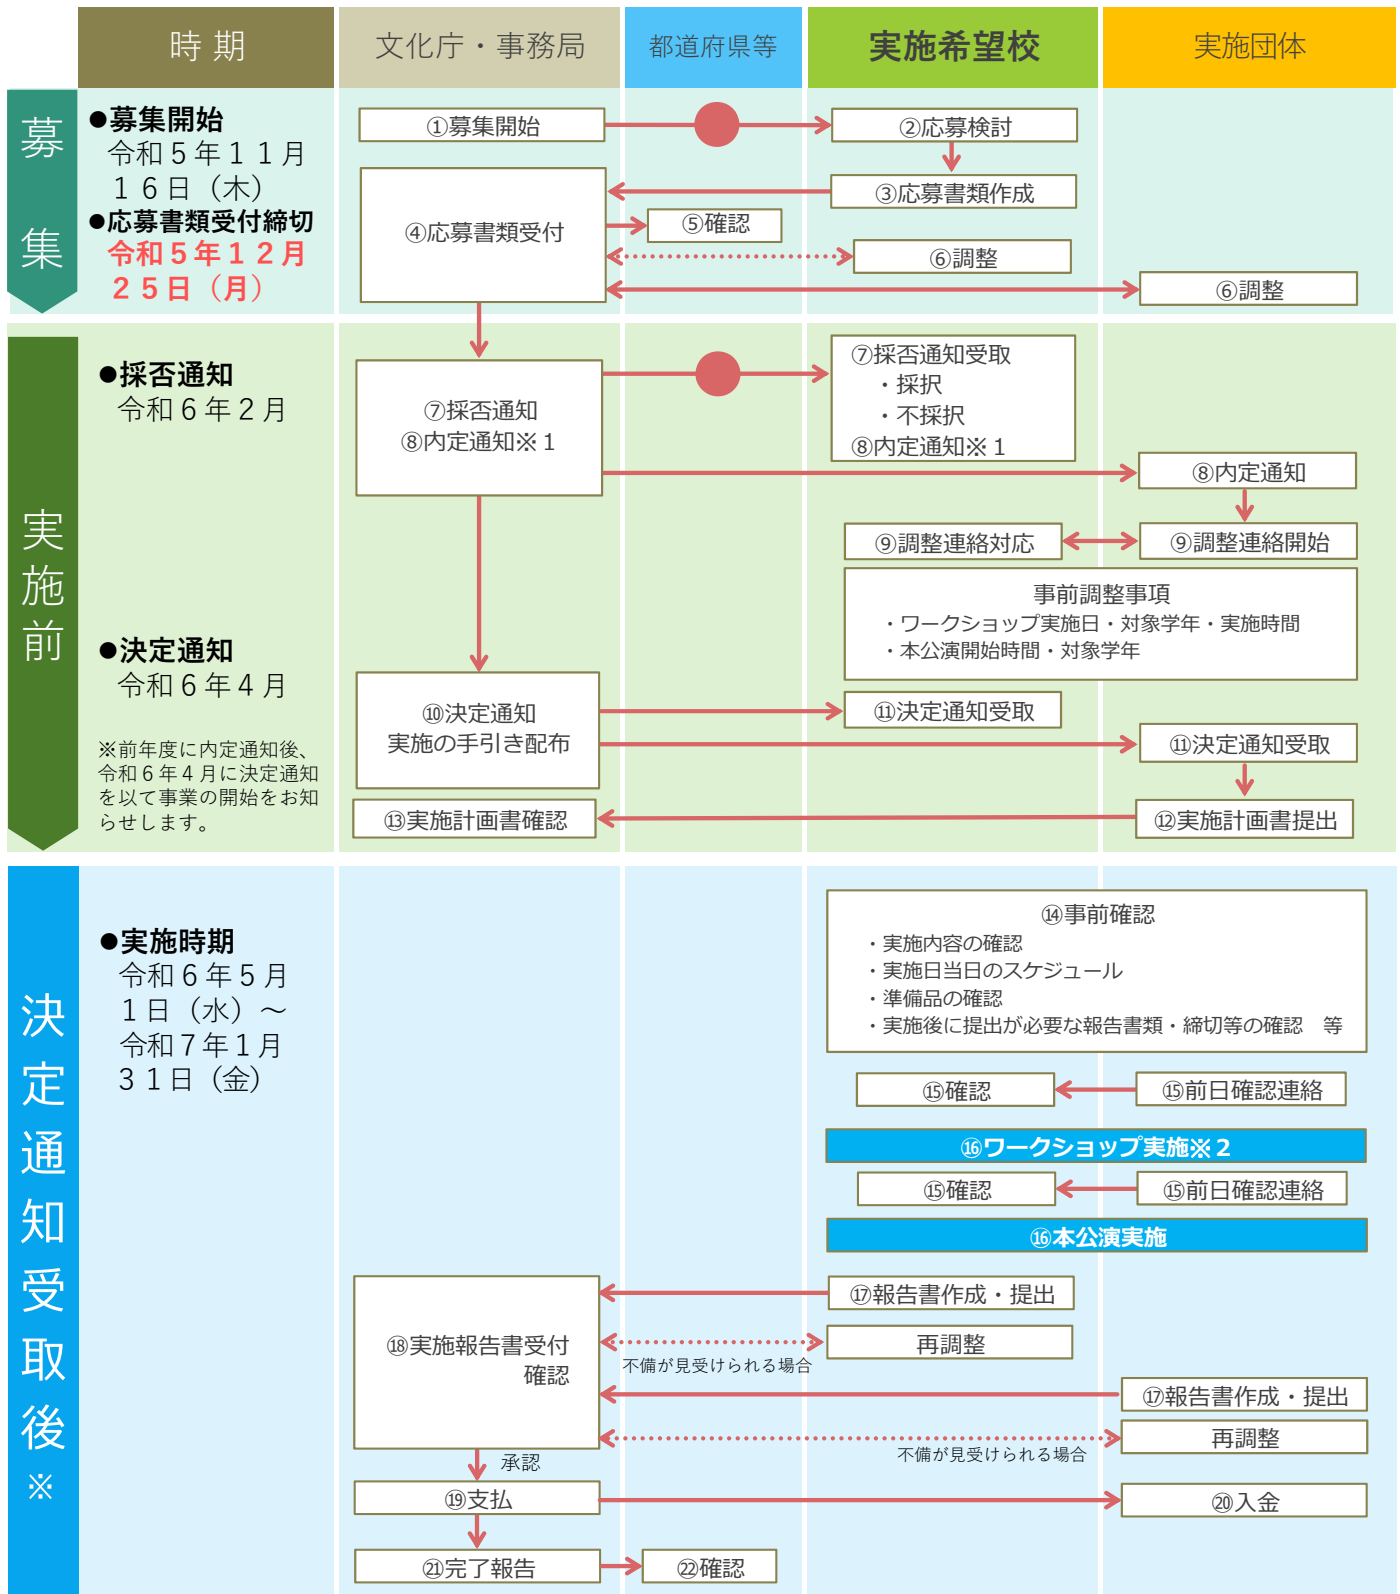 時 期
文化庁・事務局
都道府県等
実施希望校
実施団体
募集
●募集開始
令和５年１１月
１６日（木）
●応募書類受付締切
令和５年１２月
２５日（月）
①募集開始
②応募検討
③応募書類作成
④応募書類受付
⑤確認
⑥調整
⑥調整
実施前
●採否通知
令和６年２月
⑦採否通知
⑧内定通知※１
⑦採否通知受取
・採択
・不採択
⑧内定通知※１
⑧内定通知
⑨調整連絡対応
⑨調整連絡開始
事前調整事項
・ワークショップ実施日・対象学年・実施時間
・本公演開始時間・対象学年
●決定通知
令和６年４月
※前年度に内定通知後、
令和６年４月に決定通知
を以て事業の開始をお知
らせします。
⑩決定通知
実施の手引き配布
⑪決定通知受取
⑪決定通知受取
⑬実施計画書確認
⑫実施計画書提出
決定通知受取後※
●実施時期
令和６年５月
１日（水）～
令和７年１月
３１日（金）
⑭事前確認
・実施内容の確認
・実施日当日のスケジュール
・準備品の確認
・実施後に提出が必要な報告書類・締切等の確認　等
⑮確認
⑮前日確認連絡
⑯ワークショップ実施※２
⑮確認
⑮前日確認連絡
⑯本公演実施
⑰報告書作成・提出
⑱実施報告書受付
確認
再調整
不備が見受けられる場合
⑰報告書作成・提出
再調整
不備が見受けられる場合
承認
⑲支払
⑳入金
㉑完了報告
㉒確認